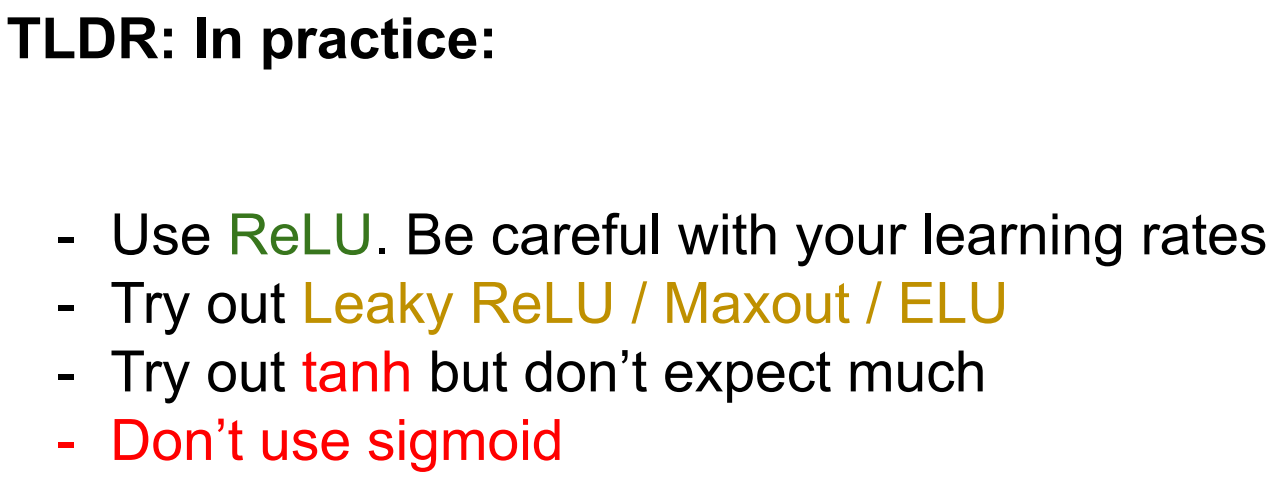 TLDR: In practice:
- Use ReLU. Be careful with your learning rates
- Try out Leaky ReLU / Maxout / ELU
- Try out tanh but don’t expect much
- Don’t use sigmoid